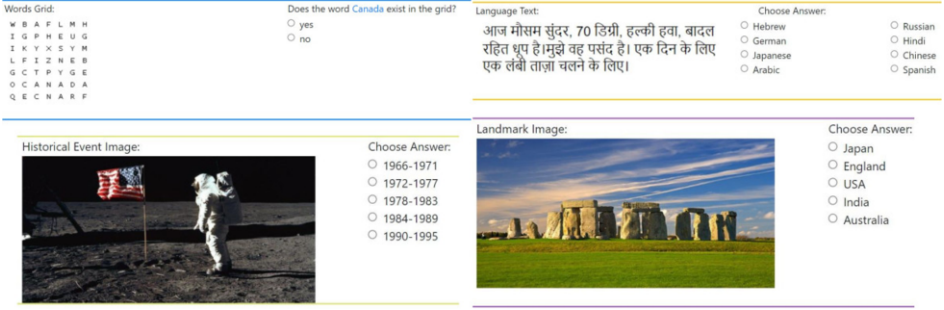 Words Grid:
Does the word Canada exist in the grid?
W B A F L M H
I G P H E U G
I K Y X S Y M
L F I Z N E B
G C T P Y G E
O C A N A D A
Q E C N A R F
yes
no
Language Text:
आज मौसम सुंदर, 70 डिग्री, हल्की हवा, बादल
रहित धूप है।मुझे वह पसंद है। एक दिन के लिए
एक लंबी ताज़ा चलने के लिए।
Choose Answer:
Hebrew
German
Japanese
Arabic
Russian
Hindi
Chinese
Spanish
Historical Event Image:
Choose Answer:
1966-1971
1972-1977
1978-1983
1984-1989
1990-1995
Landmark Image:
Choose Answer:
Japan
England
USA
India
Australia